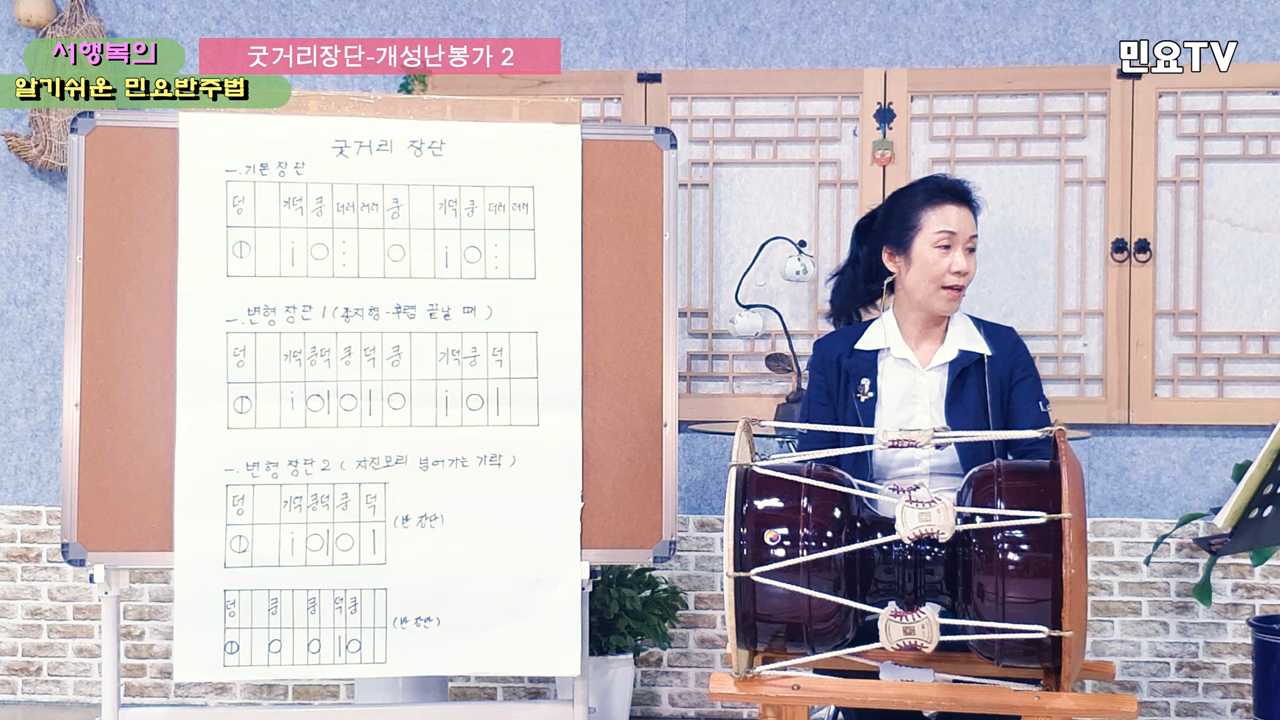 서행복의
알기쉬운 민요반주법
굿거리장단-개성난봉가 2
민요TV
굿거리 장단
一. 기본 장단
덩 기덕 쿵 더러 러러 쿵 기덕 쿵 더러 러러
一. 변형 장단 1 (종지형-후렴 끝날 때)
덩 기덕 쿵덕 쿵 덕 쿵 기덕 쿵 덕
一. 변형 장단 2 (자진모리 넘어가는 가락)
덩 기덕 쿵덕 쿵 덕
(반 장단)
덩 쿵 쿵 덕 쿵
(반 장단)